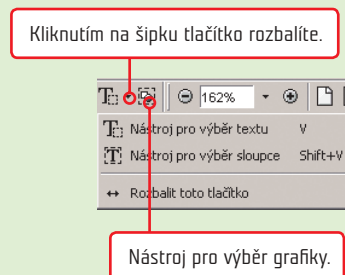 Kliknutím na šipku tlačítko rozbalíte.
T 162%
Nástroj pro výběr textu V
T Nástroj pro výběr sloupce Shift+V
Rozbalit toto tlačítko
Nástroj pro výběr grafiky.